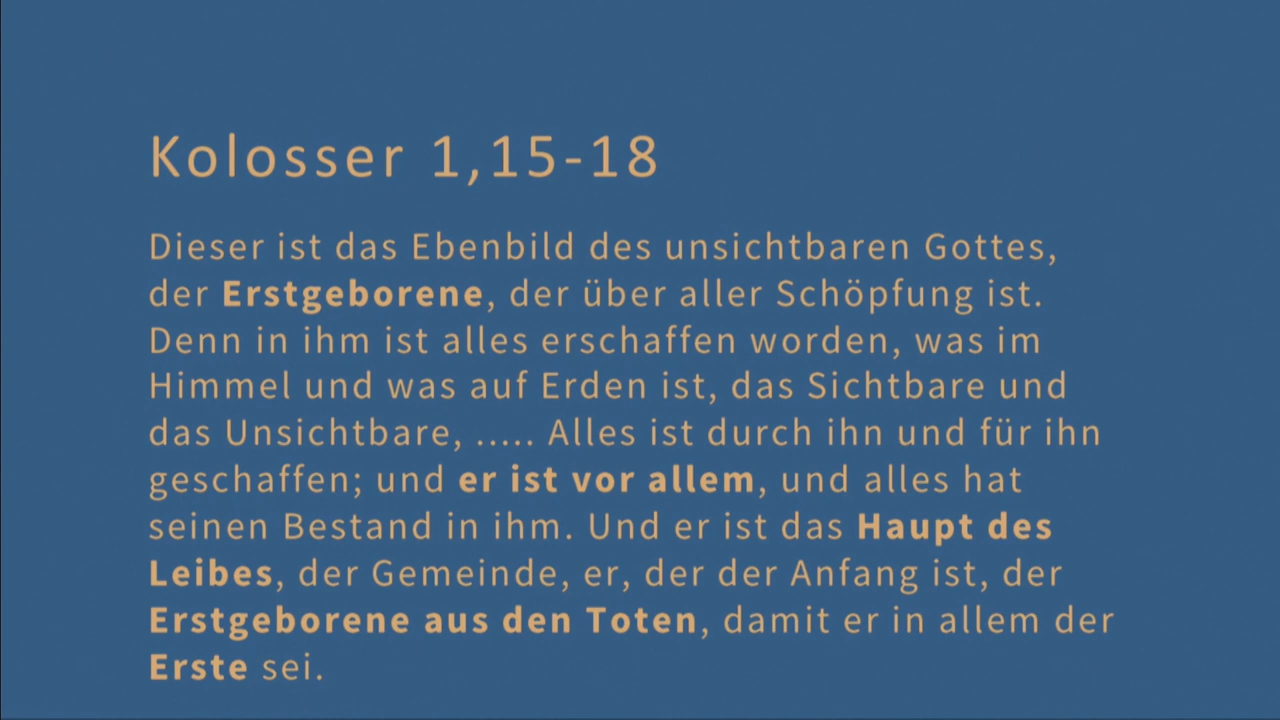 Kolosser 1,15-18
Dieser ist das Ebenbild des unsichtbaren Gottes,
der Erstgeborene, der über aller Schöpfung ist.
Denn in ihm ist alles erschaffen worden, was im
Himmel und was auf Erden ist, das Sichtbare und
das Unsichtbare, ..... Alles ist durch ihn und für ihn
geschaffen; und er ist vor allem, und alles hat
seinen Bestand in ihm. Und er ist das Haupt des
Leibes, der Gemeinde, er, der der Anfang ist, der
Erstgeborene aus den Toten, damit er in allem der
Erste sei.